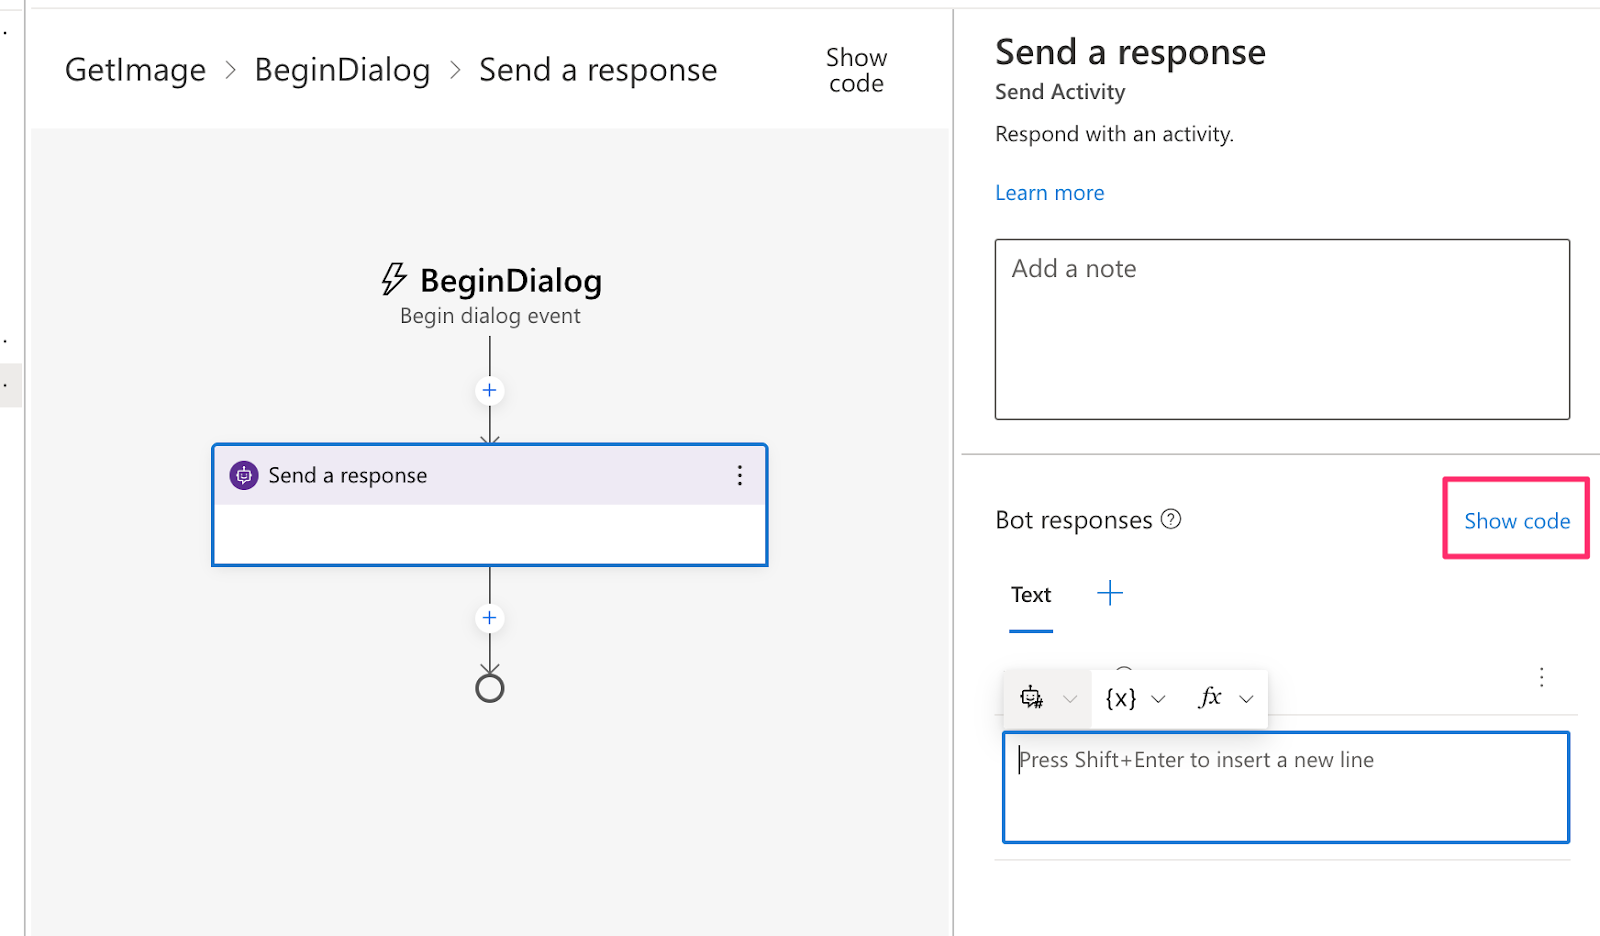 GetImage > BeginDialog > Send a response
Show
code
BeginDialog
Begin dialog event
Send a response
Send a response
Send Activity
Respond with an activity.
Learn more
Add a note
Bot responses
Show code
Text
{x}
fx
Press Shift+Enter to insert a new line